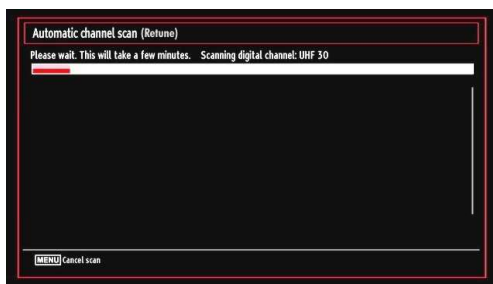 Automatic channel scan (Retune)
Please wait. This will take a few minutes. Scanning digital channel: UHF 30
MENU Cancel scan